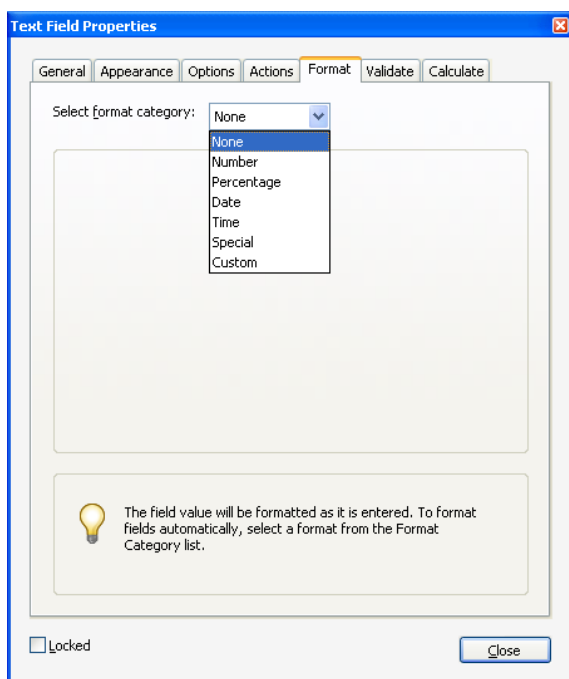 Text Field Properties
General Appearance Options Actions Format Validate Calculate
Select format category: None
None
Number
Percentage
Date
Time
Special
Custom
The field value will be formatted as it is entered. To format
fields automatically, select a format from the Format
Category list.
Locked
Close